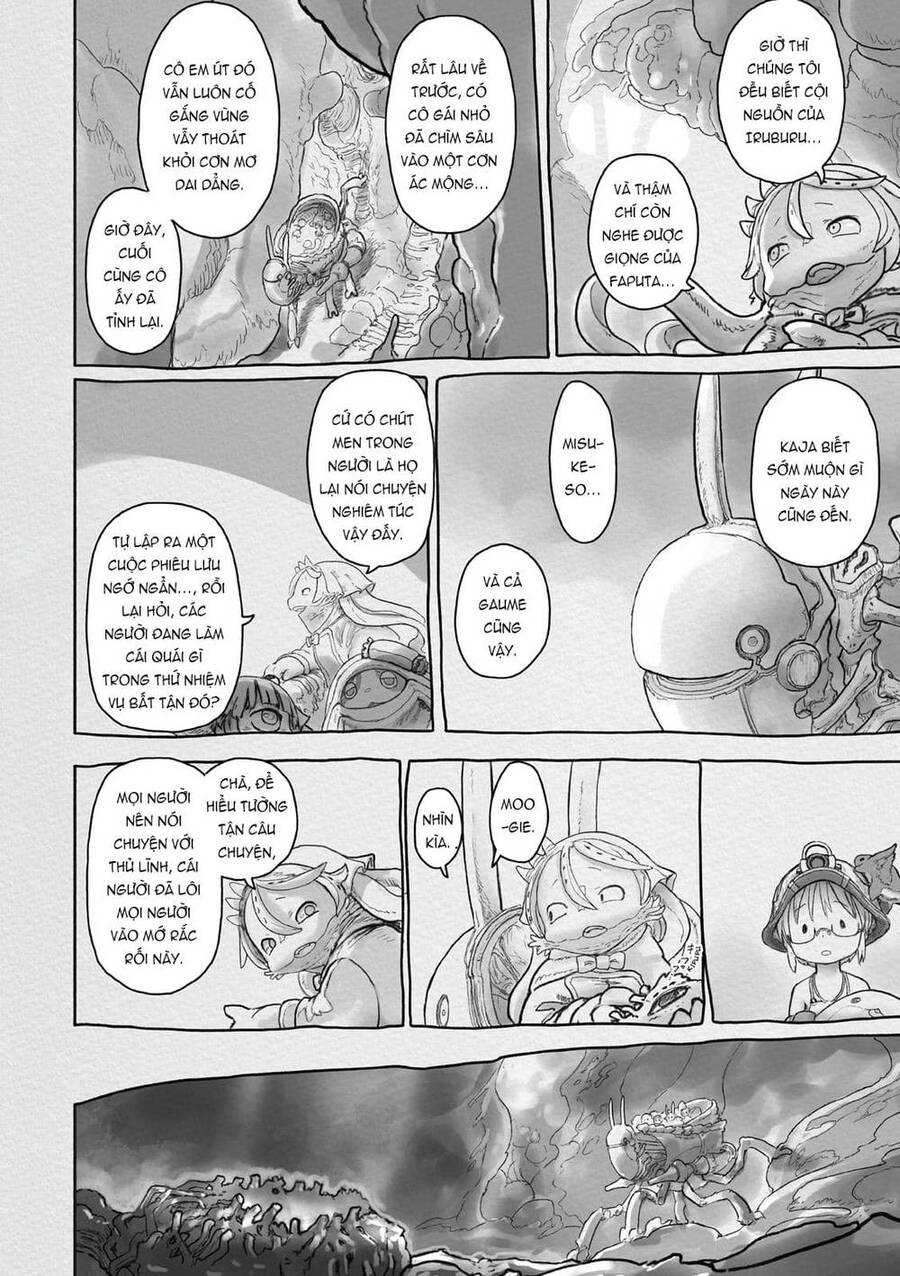 GIỜ THÌ
CHÚNG TÔI
ĐỀU BIẾT CỘI
NGUỒN CỦA
IRUBURU.
VÀ THẬM
CHÍ CÒN
NGHE ĐƯỢC
GIỌNG CỦA
FAPUTA...
RẤT LÂU VỀ
TRƯỚC, CÓ
CÔ GÁI NHỎ
ĐÃ CHÌM SÂU
VÀO MỘT CƠN
ÁC MỘNG...
CÔ EM ÚT ĐÓ
VẪN LUÔN CỐ
GẮNG VÙNG
VẪY THOÁT
KHỎI CƠN MƠ
DAI DẲNG.
GIỜ ĐÂY,
CUỐI
CÙNG CÔ
ẤY ĐÃ
TỈNH LẠI.
KAJA BIẾT
SỚM MUỘN GÌ
NGÀY NÀY
CŨNG ĐẾN.
MISU-
KE-
SO...
VÀ CẢ
GAUME
CŨNG
VẬY.
CỨ CÓ CHÚT
MEN TRONG
NGƯỜI LÀ HỌ
LẠI NÓI CHUYỆN
NGHIÊM TÚC
VẬY ĐẤY.
TỰ LẬP RA MỘT
CUỘC PHIÊU LƯU
NGỚ NGẨN..., RỒI
LẠI HỎI, CÁC
NGƯỜI ĐANG LÀM
CÁI QUÁI GÌ
TRONG THỨ NHIỆM
VỤ BẤT TẬN ĐÓ?
MOO
-GIE.
NHÌN
KÌA.
CHÀ, ĐỂ
HIỂU TƯỜNG
TẬN CÂU
CHUYỆN,
MỌI NGƯỜI
NÊN NÓI
CHUYỆN VỚI
THỦ LĨNH, CÁI
NGƯỜI ĐÃ LÔI
MỌI NGƯỜI
VÀO MỚ RẮC
RỐI NÀY.